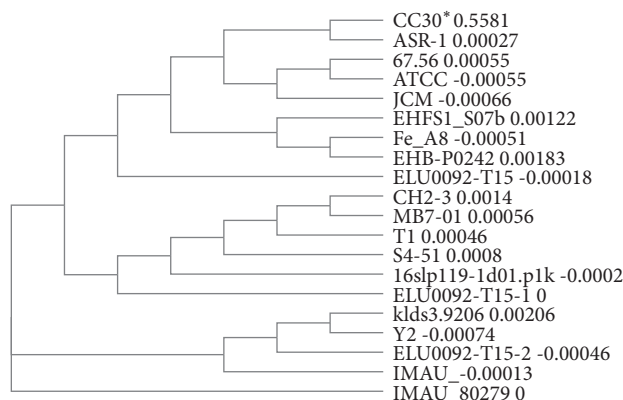 CC30* 0.5581
ASR-1 0.00027
67.56 0.00055
ATCC -0.00055
JCM -0.00066
EHFS1_S07b 0.00122
Fe_A8 -0.00051
EHB-P0242 0.00183
ELU0092-T15 -0.00018
CH2-3 0.0014
MB7-01 0.00056
T1 0.00046
S4-51 0.0008
16slp119-1d01.p1k -0.0002
ELU0092-T15-1 0
klds3.9206 0.00206
Y2 -0.00074
ELU0092-T15-2 -0.00046
IMAU_-0.00013
IMAU_80279 0